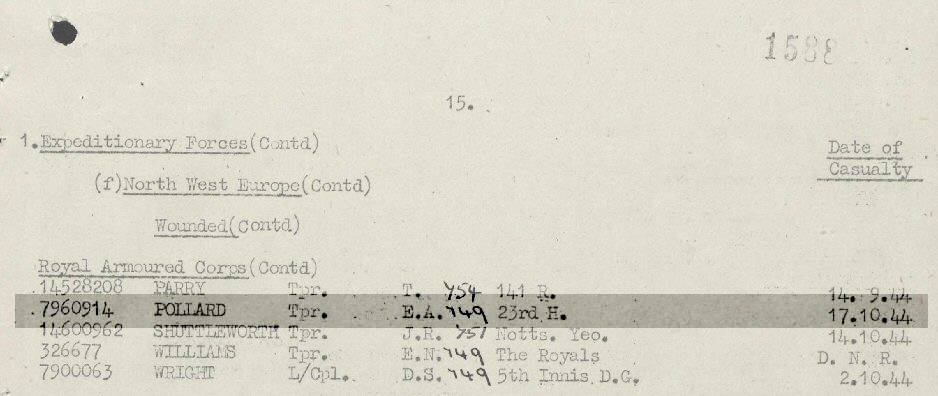 1588
15.
1. Expeditionary Forces(Contd)
Date of
Casualty
(f)North West Europe(Contd)
Wounded(Contd)
Royal Armoured Corps(Contd)
14528208 PARRY Tpr. T. 754 141 R. 14. 9.44
7960914 POLLARD Tpr. E.A. 749 23rd H. 17.10.44
14600962 SHUTTLEWORTH Tpr. J.R. 751 Notts. Yeo. 14.10.44
326677 WILLIAMS Tpr. E.N. 749 The Royals D. N. R.
7900063 WRIGHT L/Cpl. D.S. 749 5th Innis D.G. 2.10.44